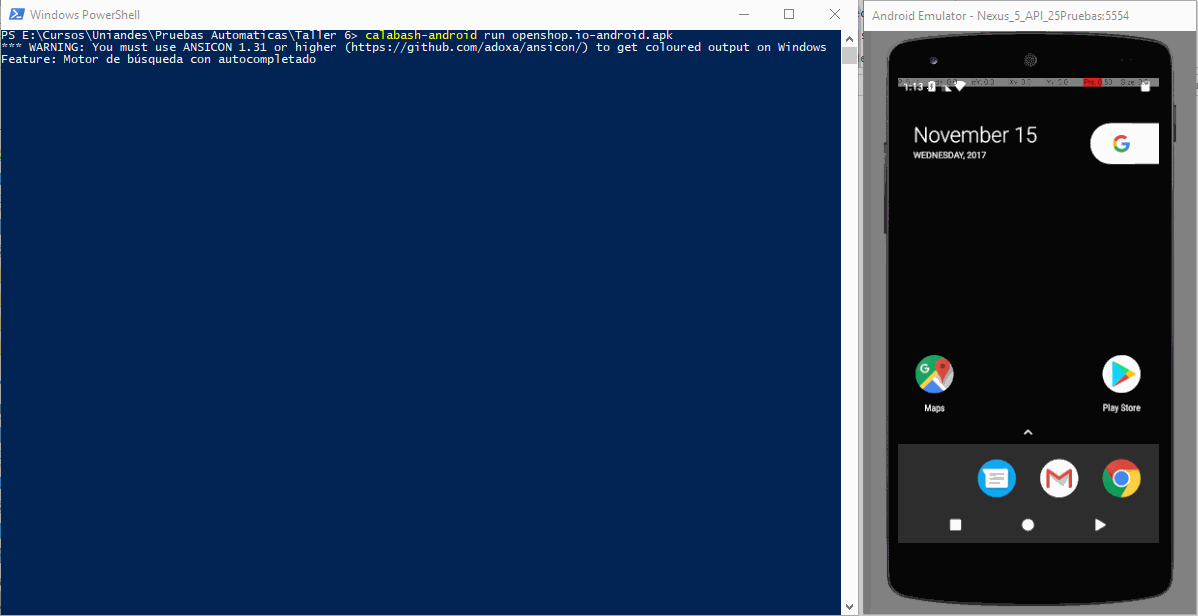 Windows PowerShell
PS E:\Cursos\Uniandes\Pruebas Automaticas\Taller 6> calabash-android run openshop.io-android.apk
*** WARNING: You must use ANSICON 1.31 or higher (https://github.com/adoxa/ansicon/) to get coloured output on Windows
Feature: Motor de búsqueda con autocompletado
Android Emulator - Nexus_5_API_25Pruebas:5554
1:13
November 15
WEDNESDAY, 2017
G
Maps
Play Store